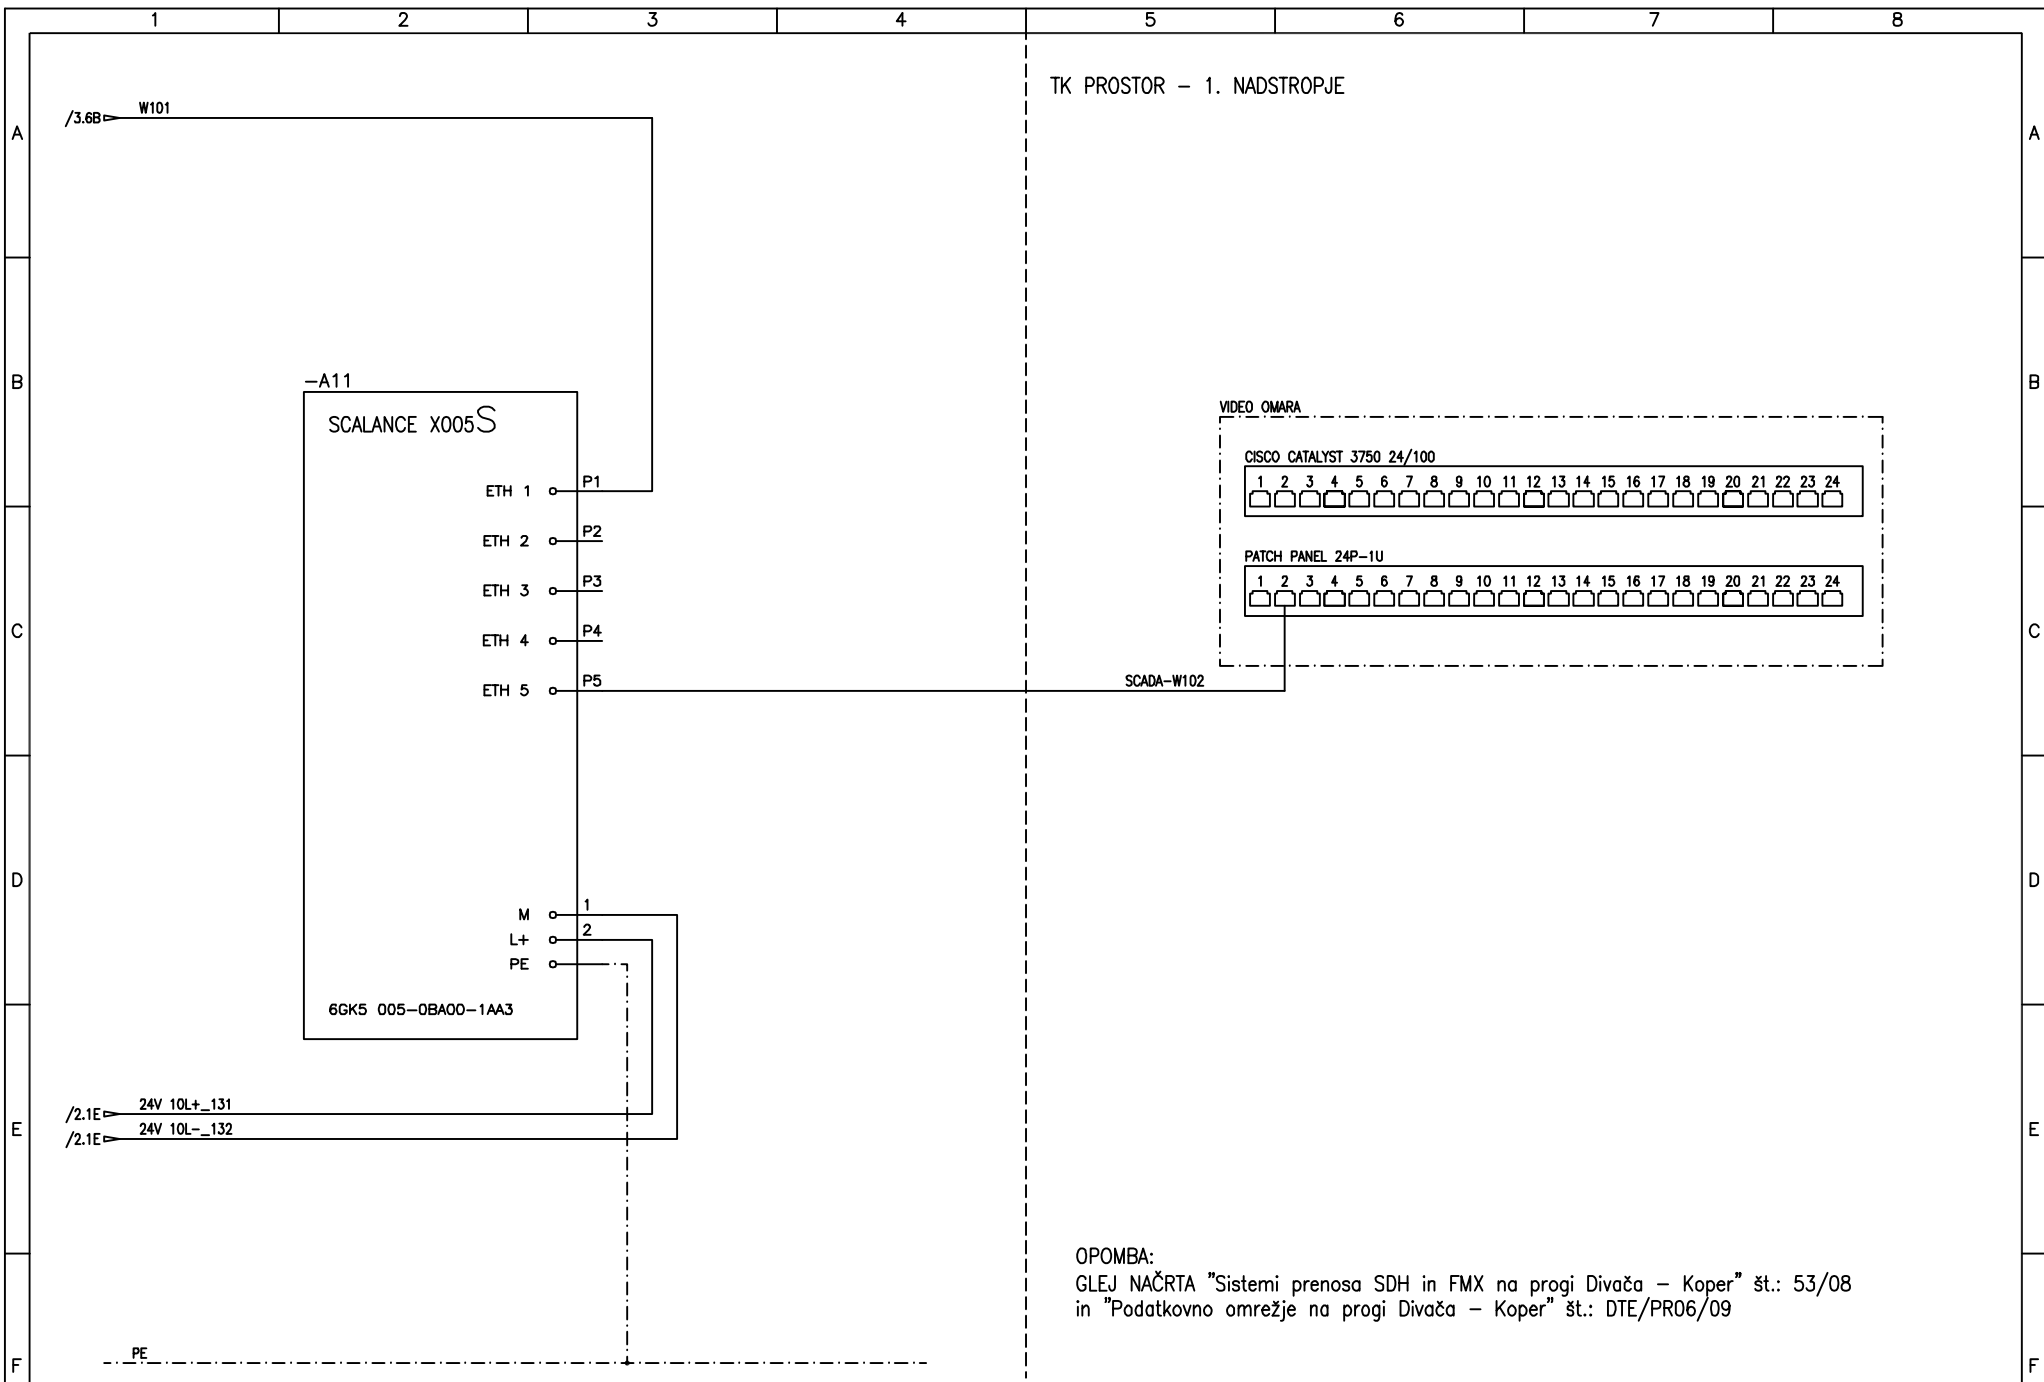 1 2 3 4 5 6 7 8
TK PROSTOR – 1. NADSTROPJE
W101
/3.6B
A A
B B
–A11
SCALANCE X005S
ETH 1 P1
ETH 2 P2
ETH 3 P3
ETH 4 P4
ETH 5 P5
VIDEO OMARA
CISCO CATALYST 3750 24/100
1 2 3 4 5 6 7 8 9 10 11 12 13 14 15 16 17 18 19 20 21 22 23 24
PATCH PANEL 24P–1U
1 2 3 4 5 6 7 8 9 10 11 12 13 14 15 16 17 18 19 20 21 22 23 24
C C
SCADA–W102
D D
M 1
L+ 2
PE
6GK5 005–0BA00–1AA3
/2.1E 24V 10L+_131
/2.1E 24V 10L–_132
E E
OPOMBA:
GLEJ NAČRTA "Sistemi prenosa SDH in FMX na progi Divača – Koper" št.: 53/08
in "Podatkovno omrežje na progi Divača – Koper" št.: DTE/PR06/09
PE
F F